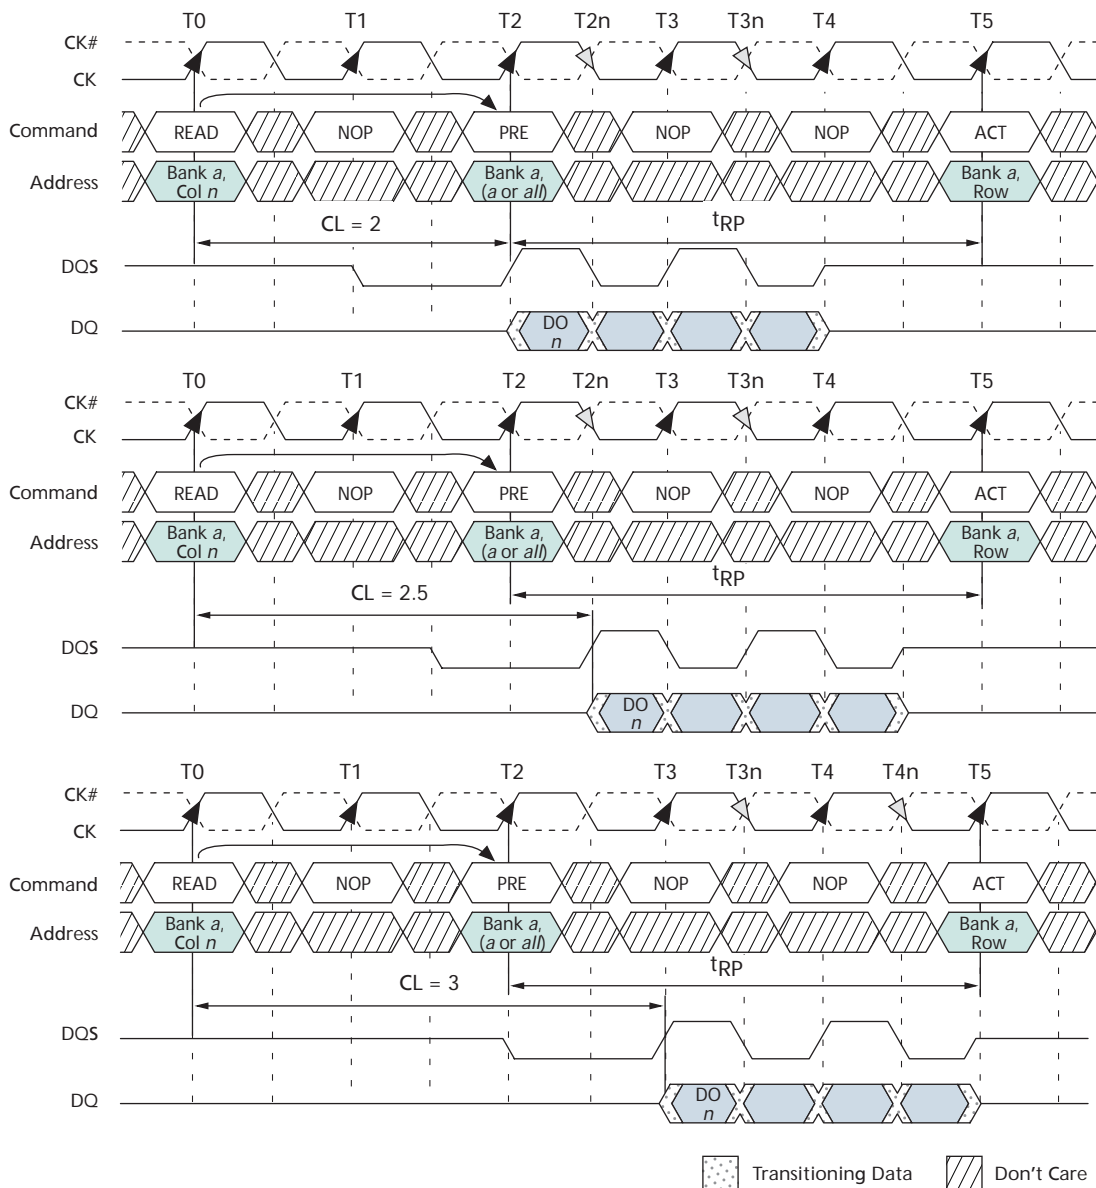 T0 T1 T2 T2n T3 T3n T4 T5
CK#
CK
Command READ NOP PRE NOP NOP ACT
Address Bank a, Col n Bank a, (a or all) Bank a, Row
CL = 2 tRP
DQS
DQ DO n
T0 T1 T2 T2n T3 T3n T4 T5
CK#
CK
Command READ NOP PRE NOP NOP ACT
Address Bank a, Col n Bank a, (a or all) Bank a, Row
tRP
CL = 2.5
DQS
DQ DO n
T0 T1 T2 T3 T3n T4 T4n T5
CK#
CK
Command READ NOP PRE NOP NOP ACT
Address Bank a, Col n Bank a, (a or all) Bank a, Row
tRP
CL = 3
DQS
DQ DO n
Transitioning Data Don't Care